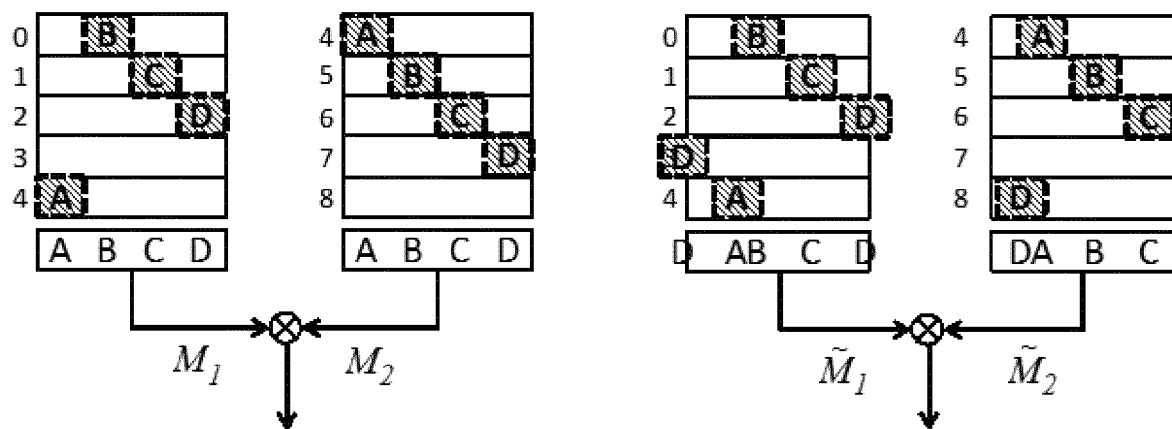 0 B 4 A 0 B 4 A
1 C 5 B 1 C 5 B
2 D 6 C 2 D 6 C
3 7 D 3 D 7
4 A 8 4 A 8 D
A B C D A B C D D AB C D DA B C
M₁ M₂ M̃₁ M̃₂